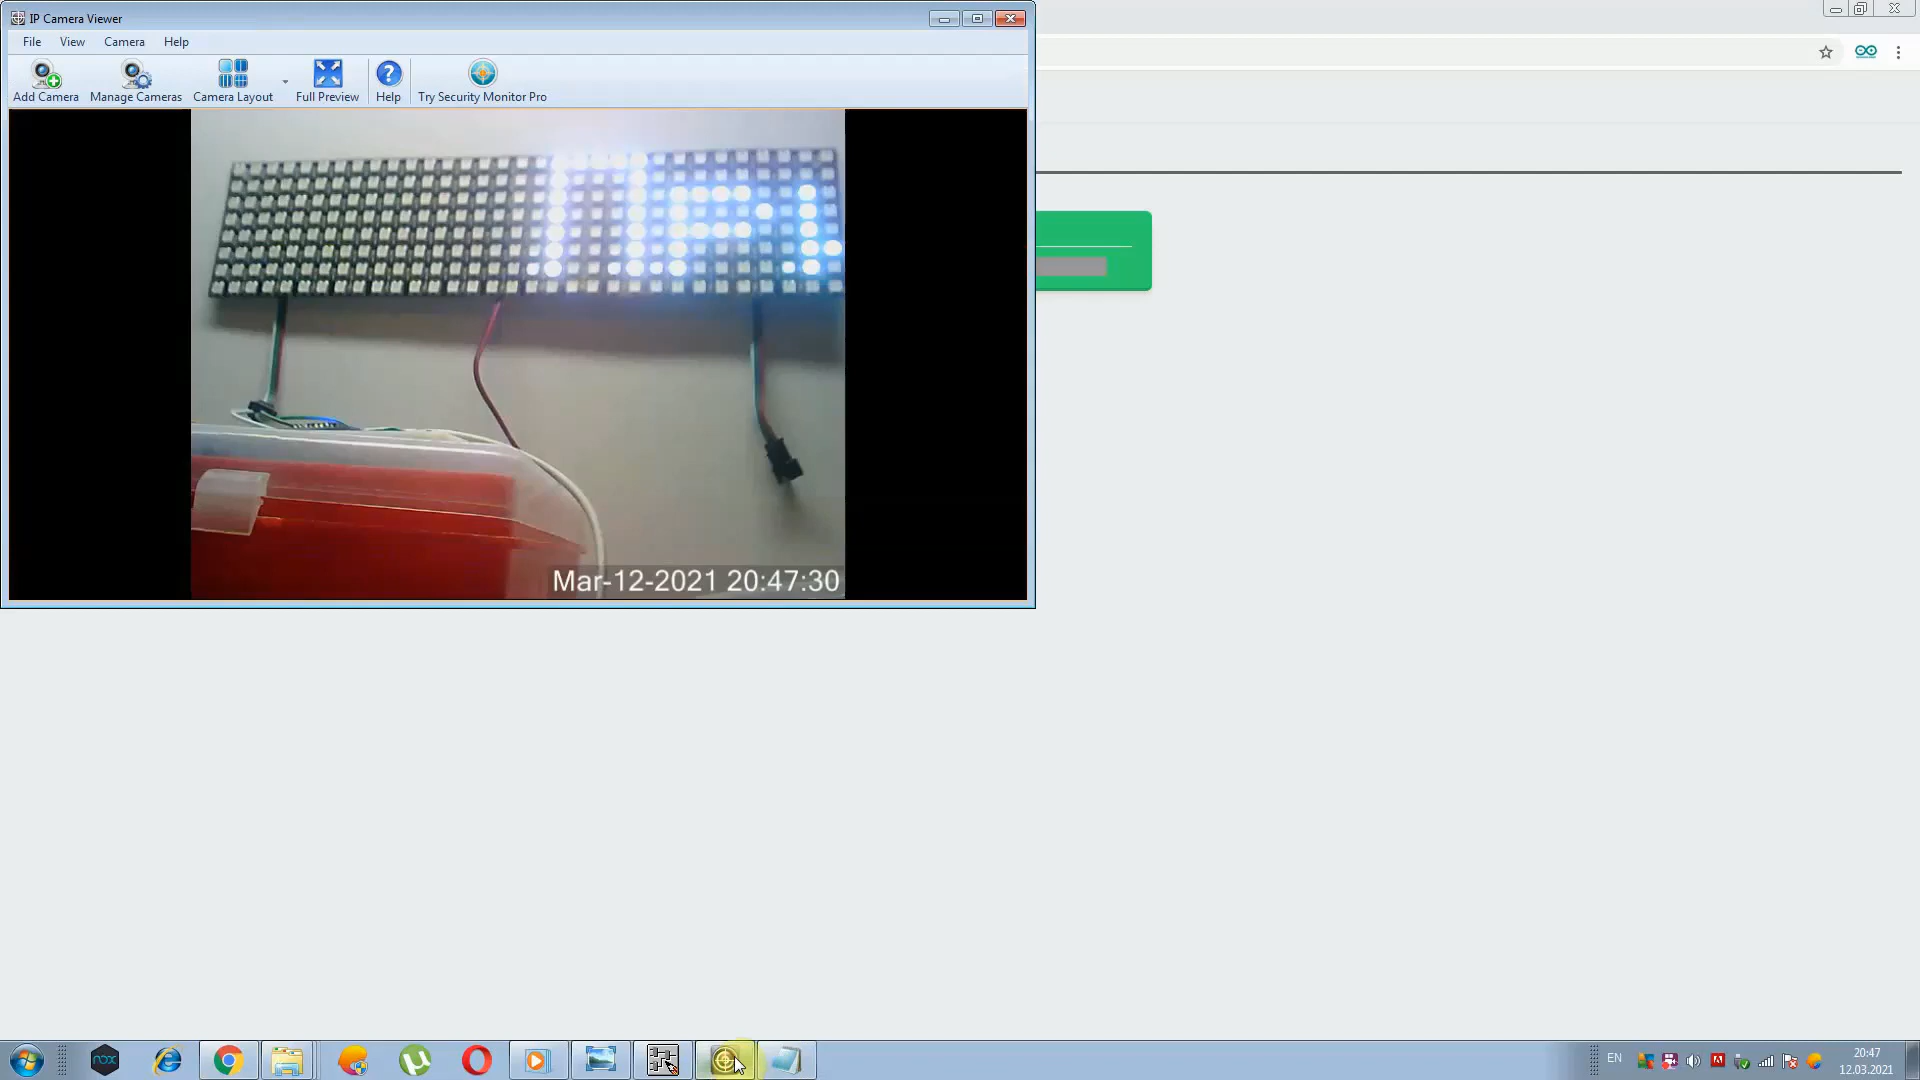 IP Camera Viewer
File View Camera Help
Add Camera Manage Cameras Camera Layout Full Preview Help Try Security Monitor Pro
Mar-12-2021 20:47:30
nox EN 20:47
12.03.2021